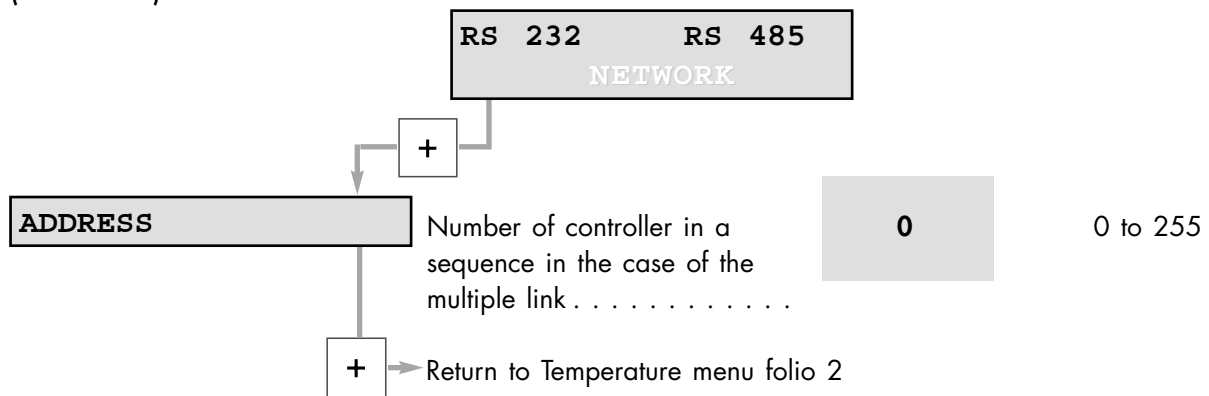 RS 232 RS 485
NETWORK
+
ADDRESS
Number of controller in a
sequence in the case of the
multiple link . . . . . . . . . . . .
0
0 to 255
+
Return to Temperature menu folio 2